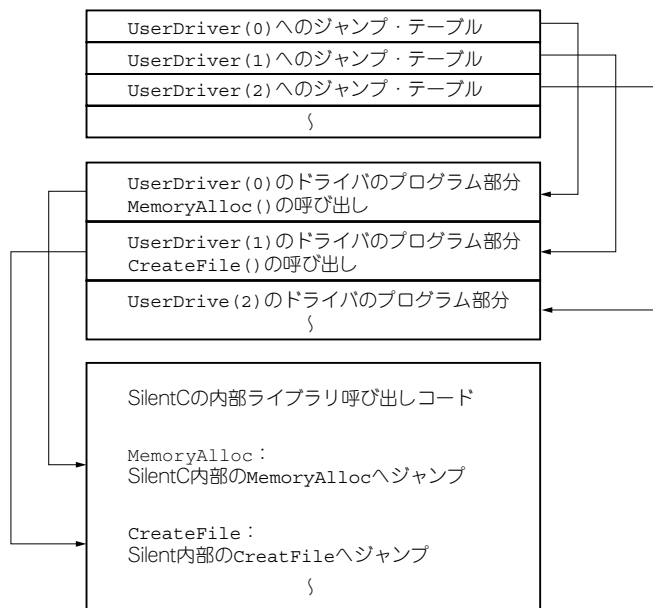 UserDriver(0)へのジャンプ・テーブル
UserDriver(1)へのジャンプ・テーブル
UserDriver(2)へのジャンプ・テーブル
〜
UserDriver(0)のドライバのプログラム部分
MemoryAlloc()の呼び出し
UserDriver(1)のドライバのプログラム部分
CreateFile()の呼び出し
UserDrive(2)のドライバのプログラム部分
〜
SilentCの内部ライブラリ呼び出しコード
MemoryAlloc：
SilentC内部のMemoryAllocへジャンプ
CreateFile：
Silent内部のCreatFileへジャンプ
〜